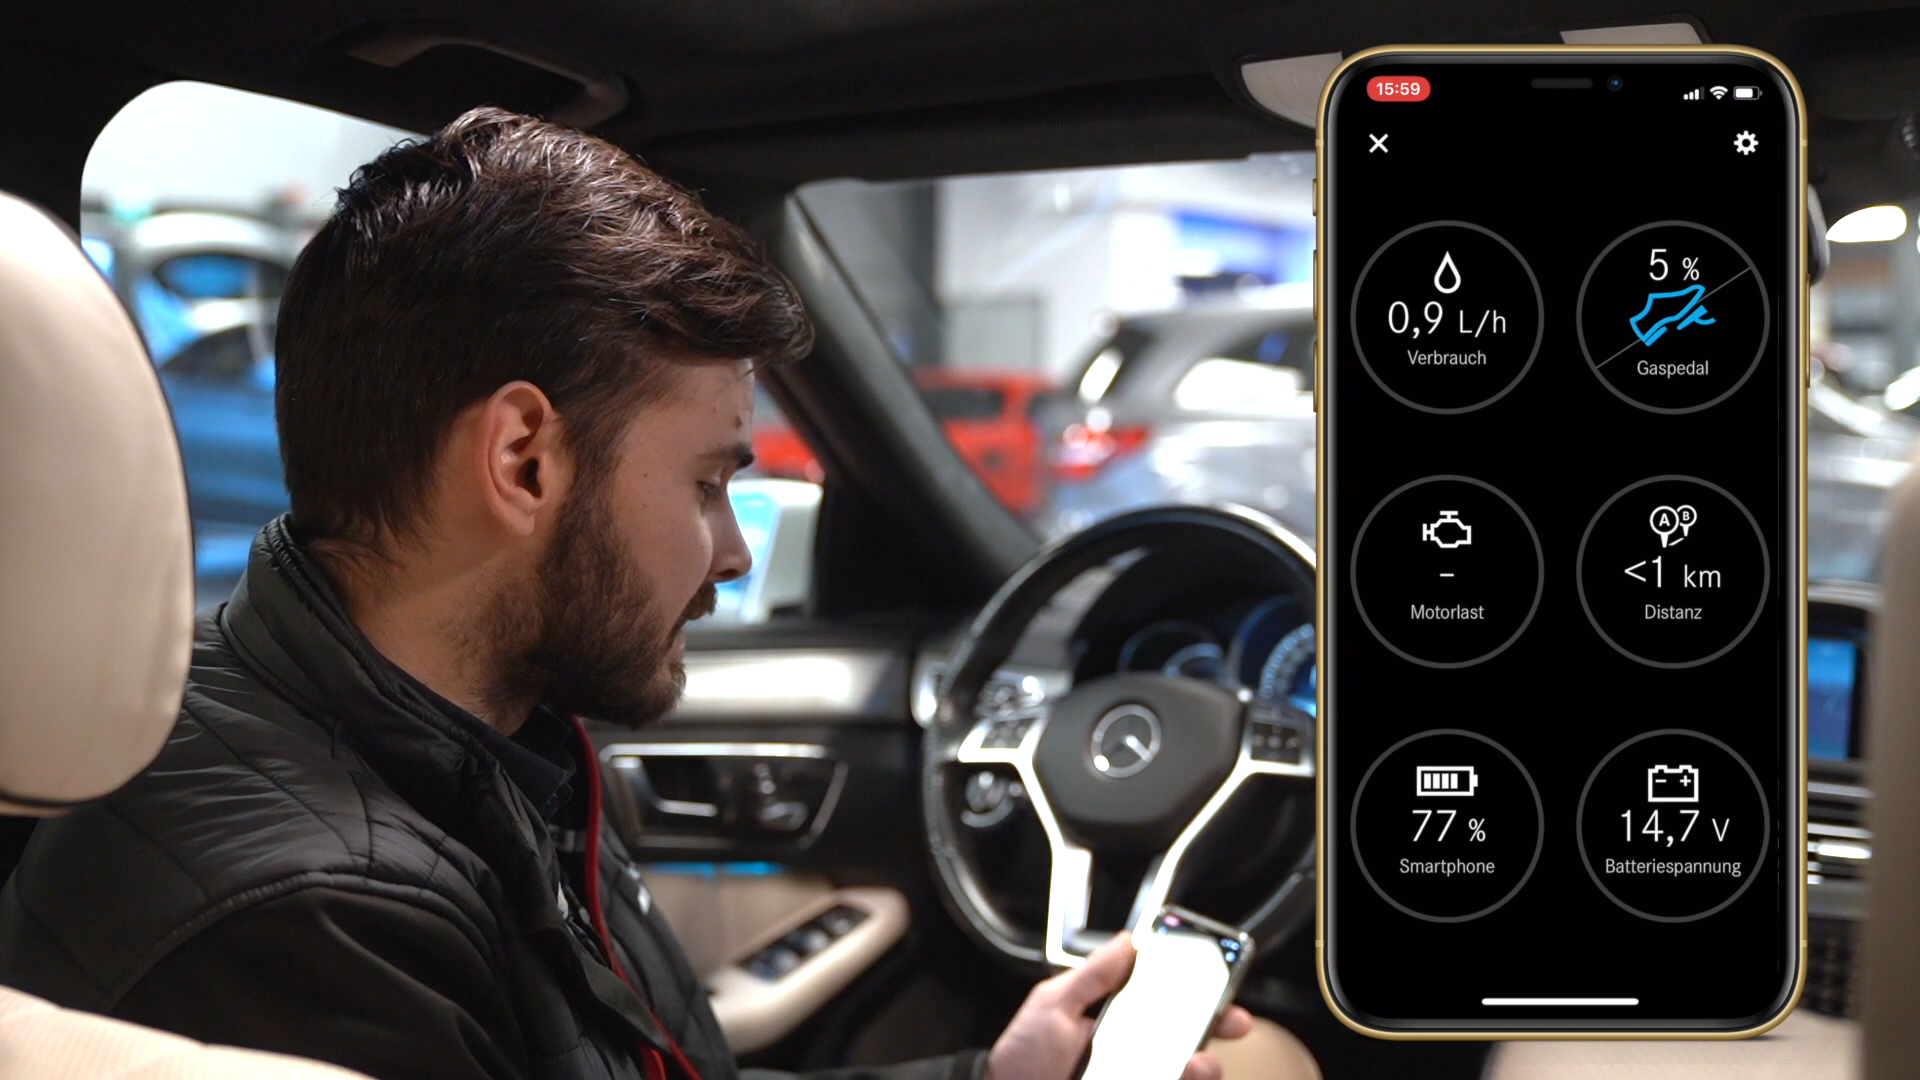 15:59
0,9 L/h
Verbrauch
5 %
Gaspedal
A B
–
Motorlast
<1 km
Distanz
77 %
Smartphone
14,7 V
Batteriespannung